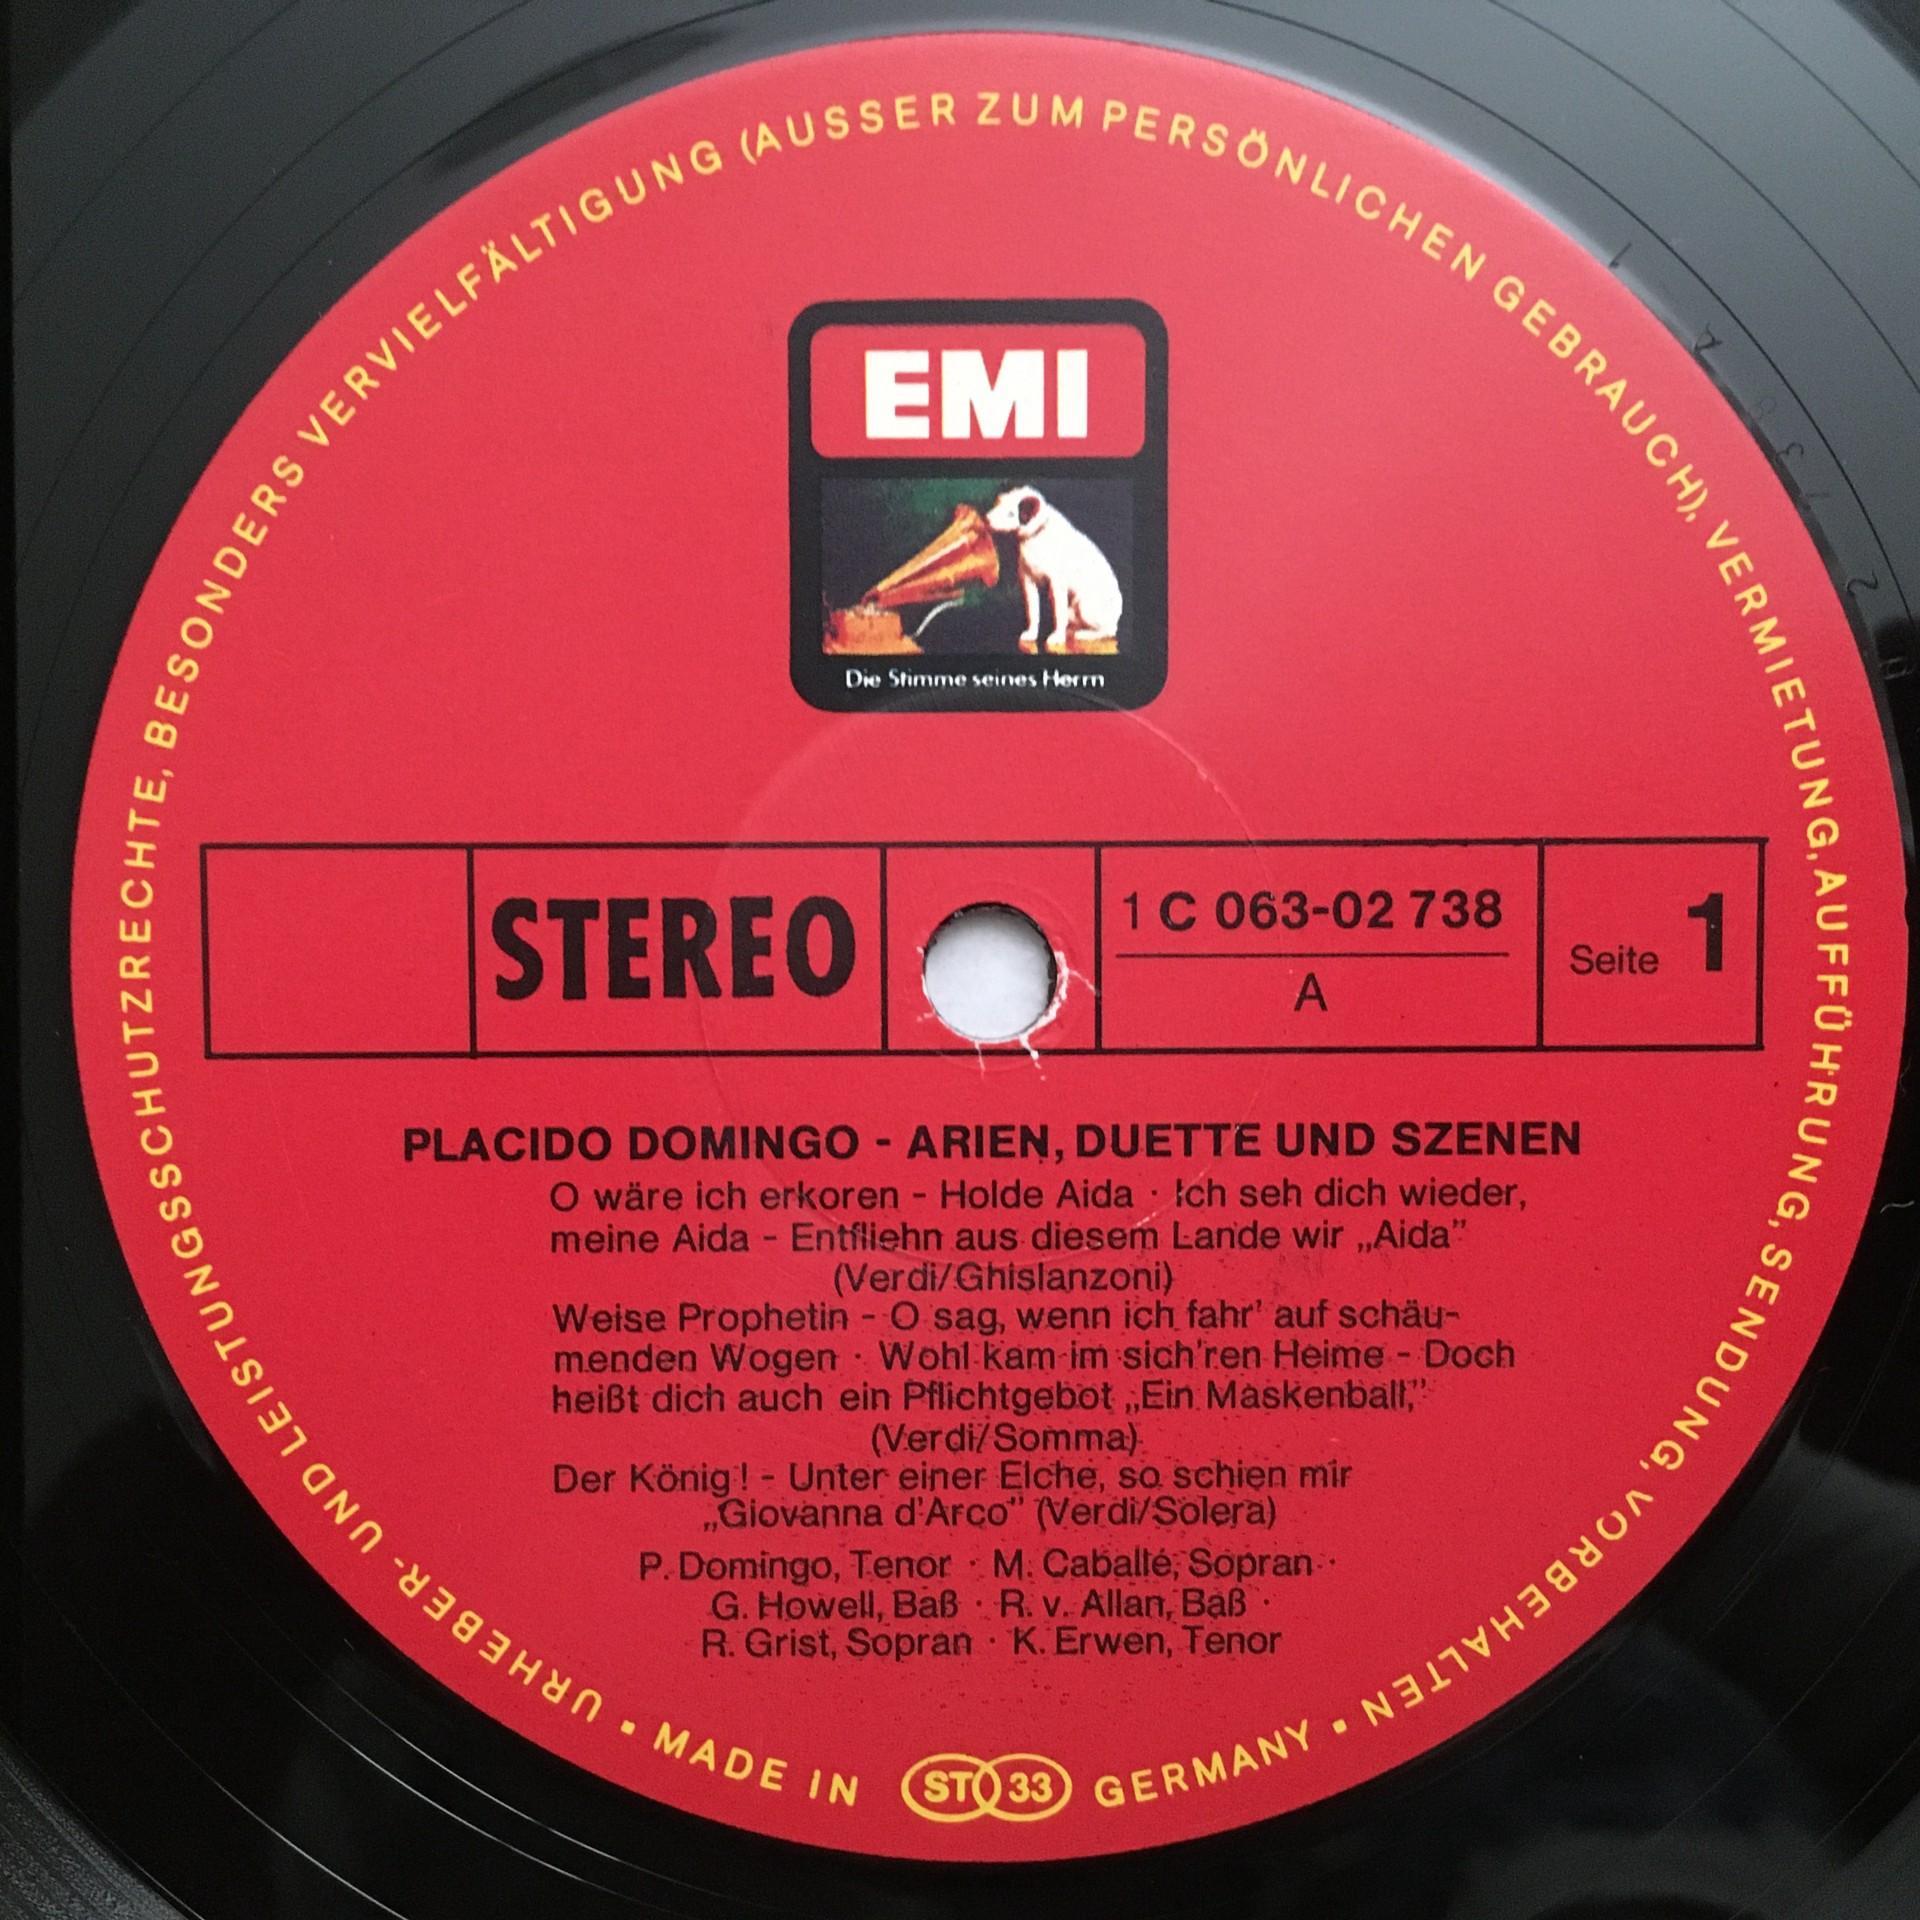 URHEBER- UND LEISTUNGSSCHUTZRECHTE, BESONDERS VERVIELFÄLTIGUNG (AUSSER ZUM PERSÖNLICHEN GEBRAUCH), VERMIETUNG, AUFFÜHRUNG, SENDUNG, VORBEHALTEN
EMI
Die Stimme seines Herrn
STEREO
1 C 063-02 738
A
Seite 1
PLACIDO DOMINGO - ARIEN, DUETTE UND SZENEN
O wäre ich erkoren - Holde Aida · Ich seh dich wieder,
meine Aida - Entfliehn aus diesem Lande wir „Aida”
(Verdi/Ghislanzoni)
Weise Prophetin - O sag, wenn ich fahr' auf schäu-
menden Wogen · Wohl kam im sich'ren Heime - Doch
heißt dich auch ein Pflichtgebot „Ein Maskenball,”
(Verdi/Somma)
Der König! - Unter einer Eiche, so schien mir
„Giovanna d'Arco” (Verdi/Solera)
P. Domingo, Tenor · M. Caballé, Sopran ·
G. Howell, Baß · R. v. Allan, Baß ·
R. Grist, Sopran · K. Erwen, Tenor
• MADE IN ST 33 GERMANY •